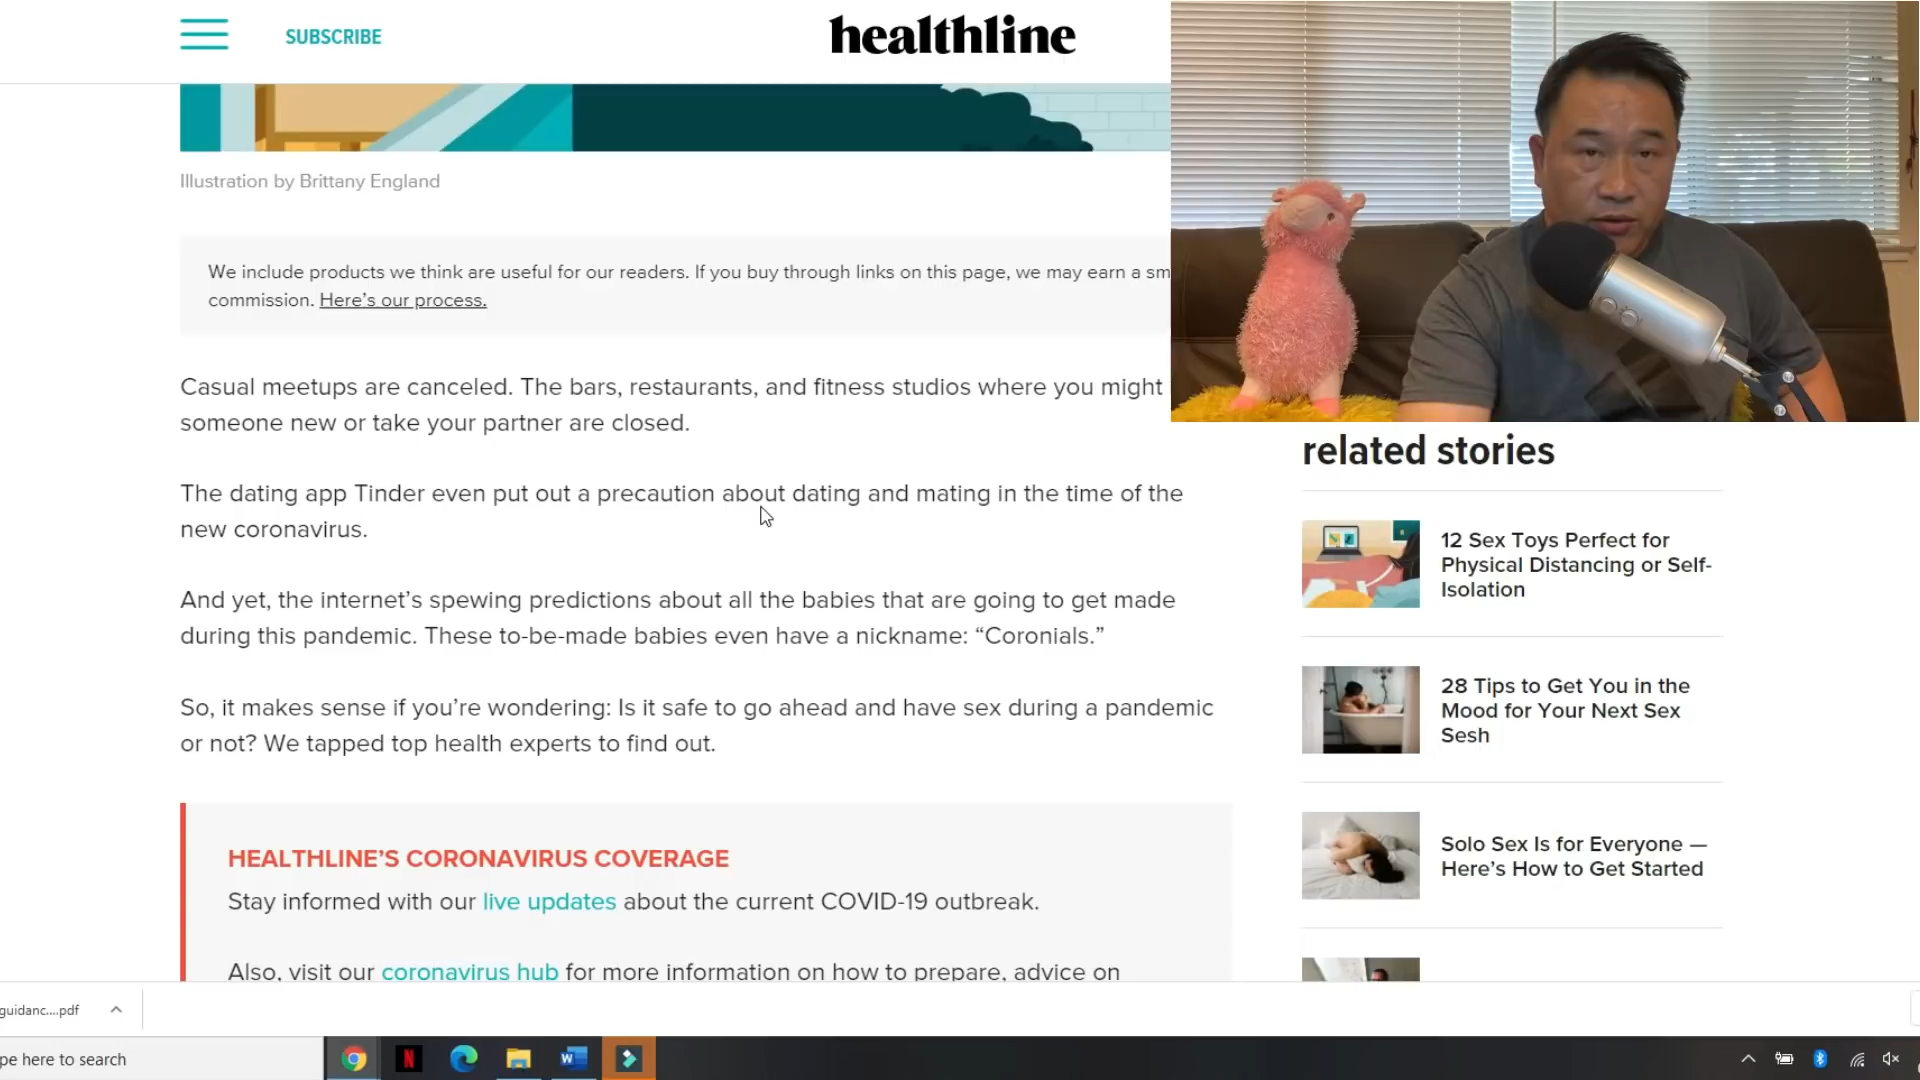 SUBSCRIBE
healthline
Illustration by Brittany England
We include products we think are useful for our readers. If you buy through links on this page, we may earn a sm
commission. Here’s our process.
Casual meetups are canceled. The bars, restaurants, and fitness studios where you might
someone new or take your partner are closed.
The dating app Tinder even put out a precaution about dating and mating in the time of the
new coronavirus.
And yet, the internet’s spewing predictions about all the babies that are going to get made
during this pandemic. These to-be-made babies even have a nickname: “Coronials.”
So, it makes sense if you’re wondering: Is it safe to go ahead and have sex during a pandemic
or not? We tapped top health experts to find out.
HEALTHLINE’S CORONAVIRUS COVERAGE
Stay informed with our live updates about the current COVID-19 outbreak.
Also, visit our coronavirus hub for more information on how to prepare, advice on
related stories
12 Sex Toys Perfect for
Physical Distancing or Self-
Isolation
28 Tips to Get You in the
Mood for Your Next Sex
Sesh
Solo Sex Is for Everyone —
Here’s How to Get Started
guidanc....pdf
pe here to search
N
W